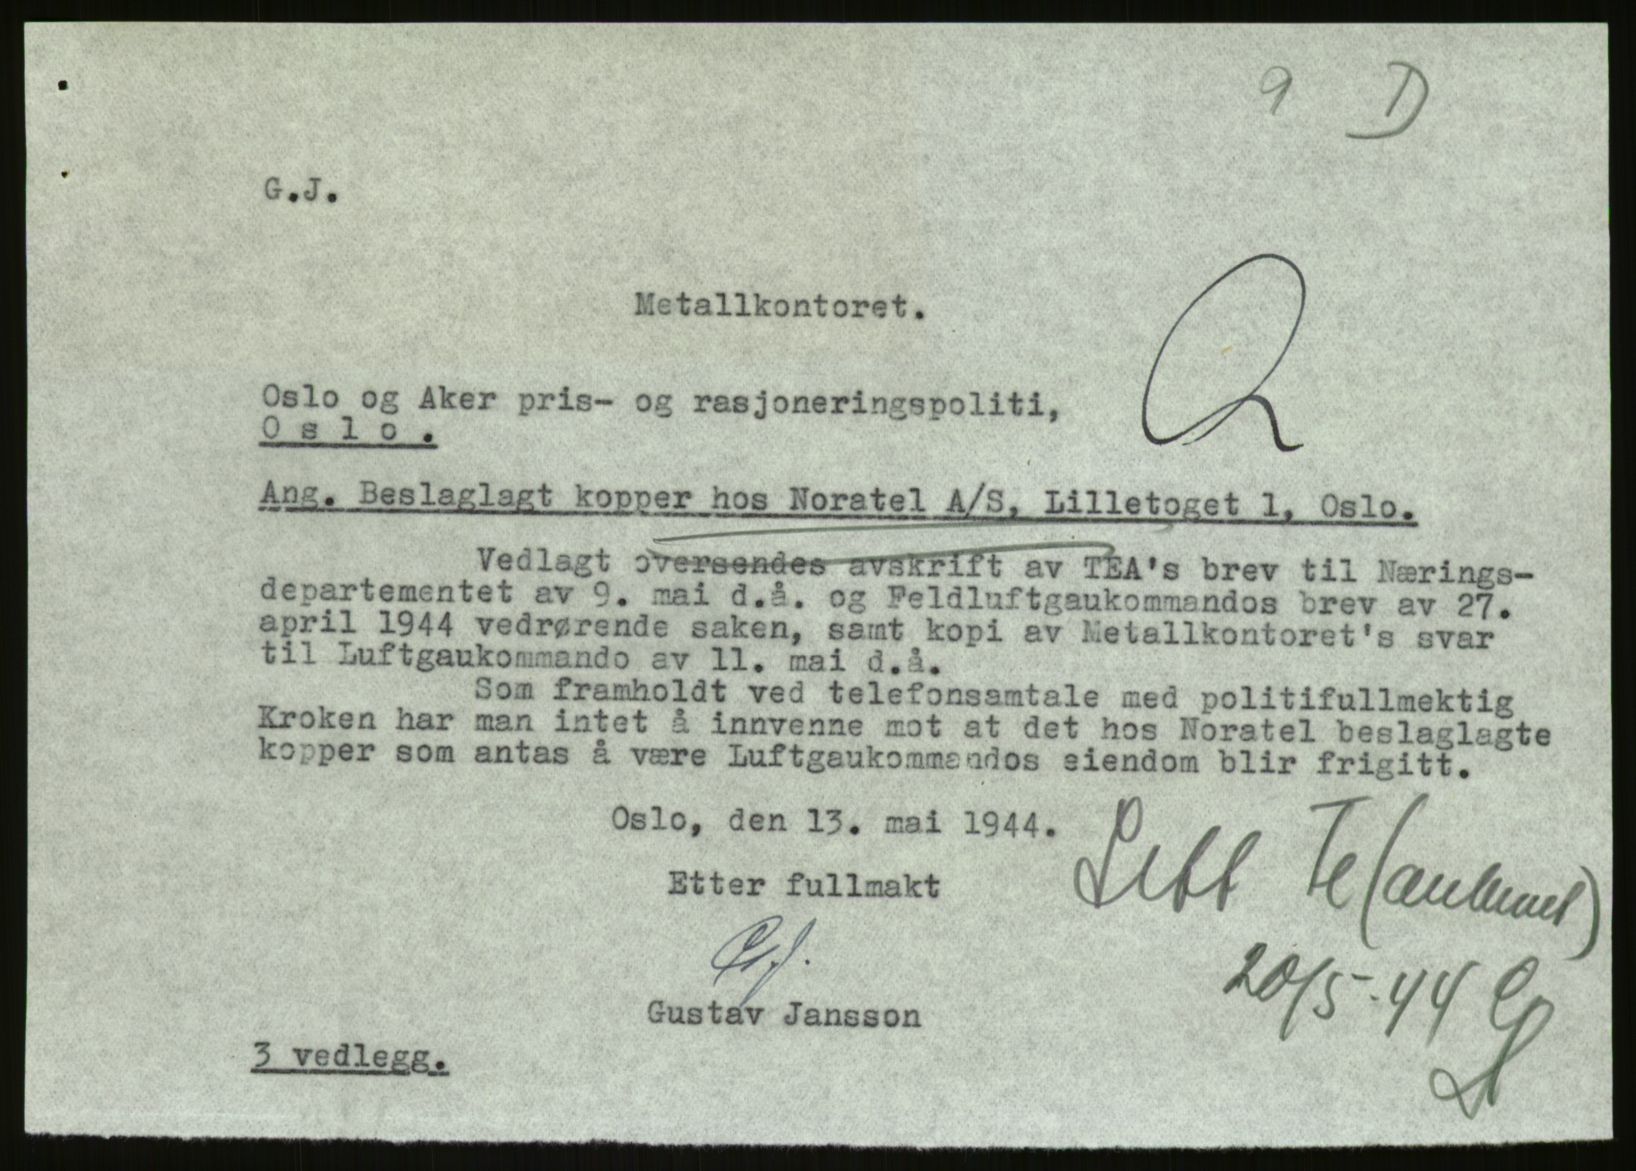 9 D
G.J.
Metallkontoret.
Oslo og Aker pris- og rasjoneringspoliti,
O s l o .
Ang. Beslaglagt kopper hos Noratel A/S, Lilletoget 1, Oslo.
Vedlagt oversendes avskrift av TEA's brev til Nærings-
departementet av 9. mai d.å. og Feldluftgaukommandos brev av 27.
april 1944 vedrørende saken, samt kopi av Metallkontoret's svar
til Luftgaukommando av 11. mai d.å.
Som framholdt ved telefonsamtale med politifullmektig
Kroken har man intet å innvenne mot at det hos Noratel beslaglagte
kopper som antas å være Luftgaukommandos eiendom blir frigitt.
Oslo, den 13. mai 1944.
Etter fullmakt
G.J.
Gustav Jansson
3 vedlegg.
20/5-44